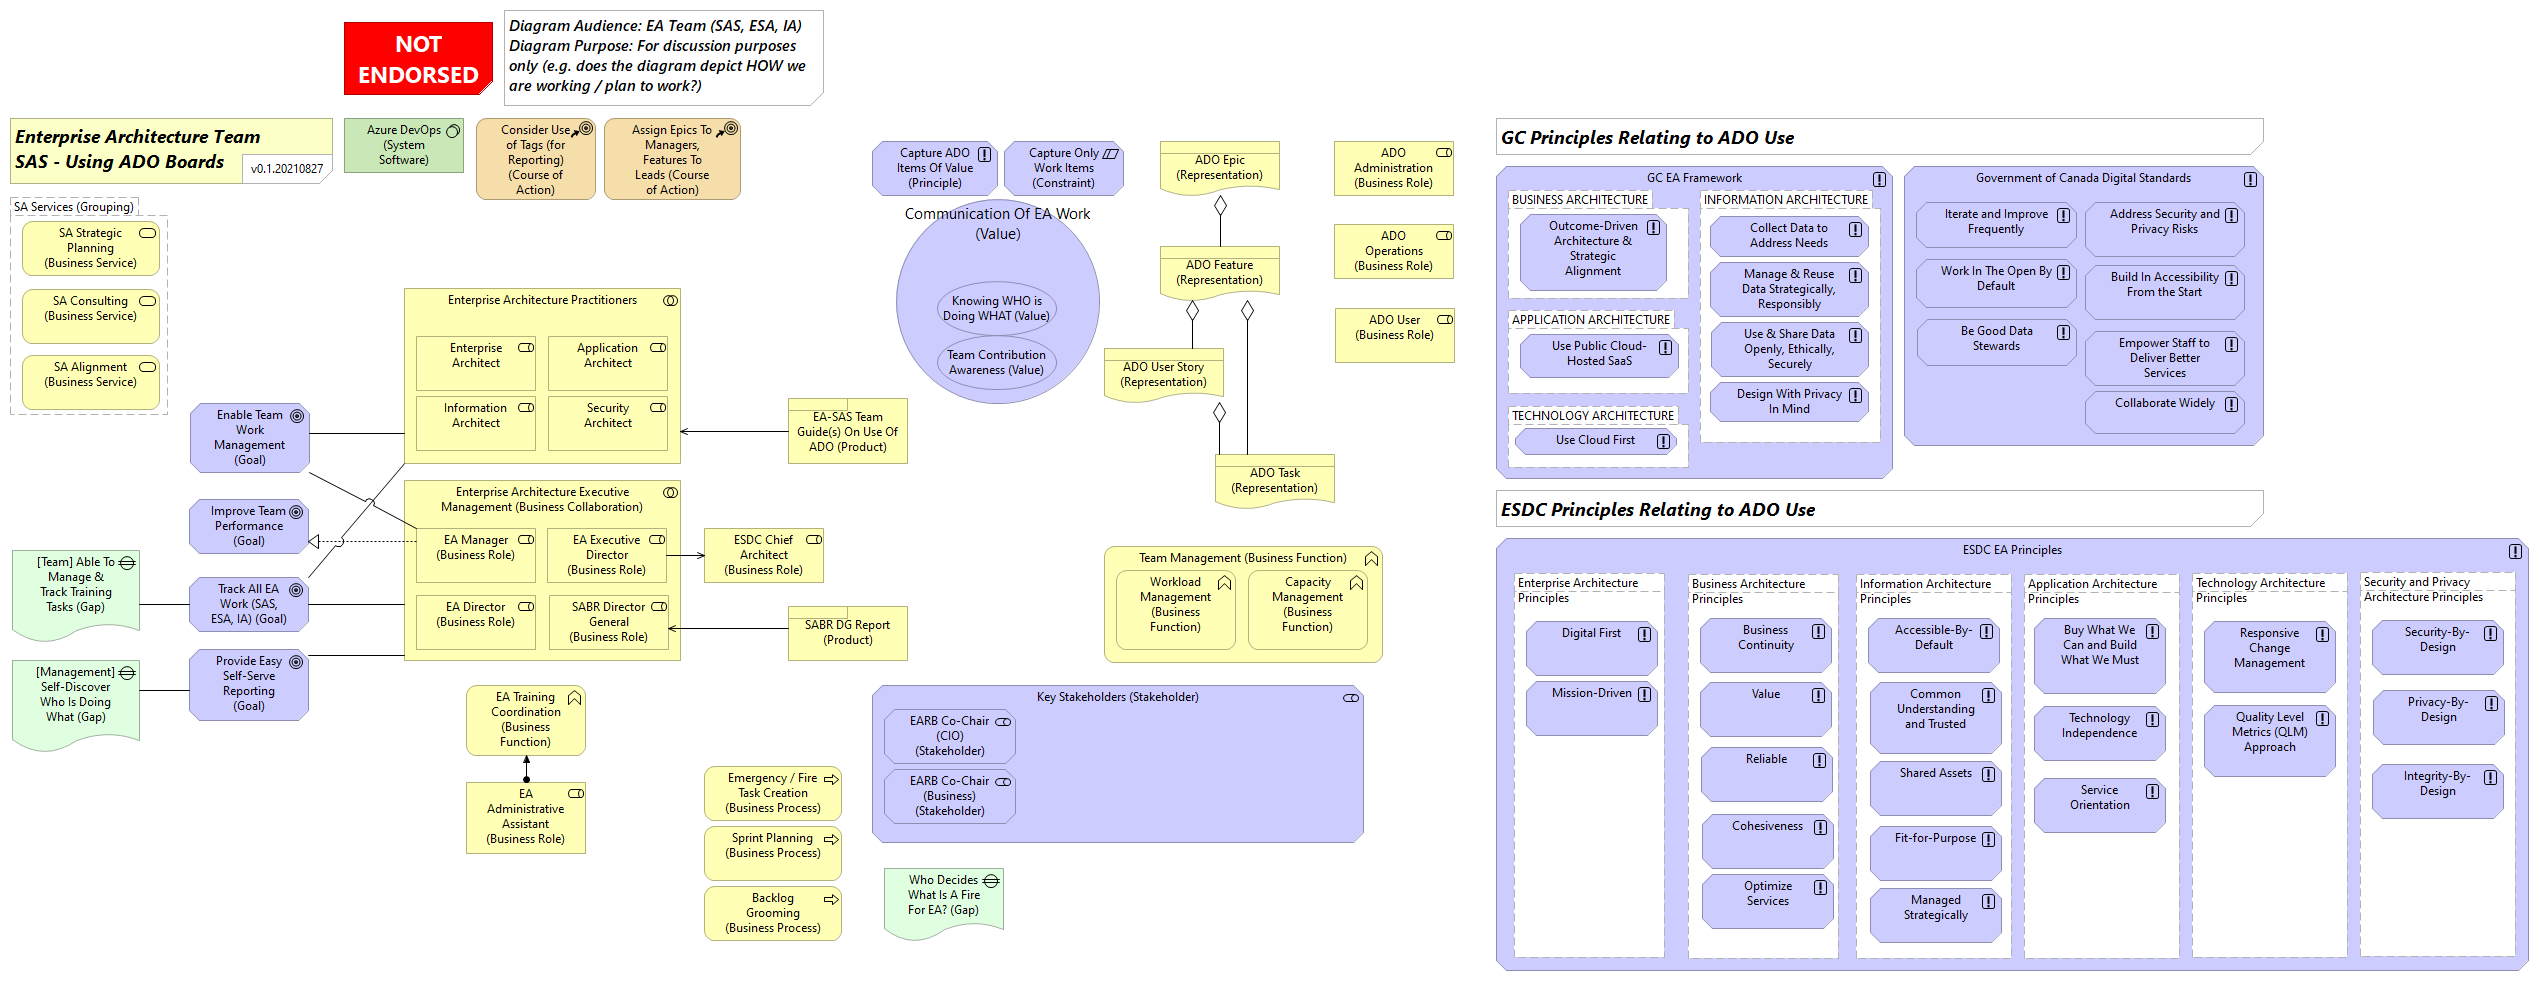 NOT
ENDORSED
Diagram Audience: EA Team (SAS, ESA, IA)
Diagram Purpose: For discussion purposes
only (e.g. does the diagram depict HOW we
are working / plan to work?)
Enterprise Architecture Team
SAS - Using ADO Boards
v0.1.20210827
Azure DevOps
(System
Software)
Consider Use
of Tags (for
Reporting)
(Course of
Action)
Assign Epics To
Managers,
Features To
Leads (Course
of Action)
SA Services (Grouping)
SA Strategic
Planning
(Business Service)
SA Consulting
(Business Service)
SA Alignment
(Business Service)
Enable Team
Work
Management
(Goal)
Improve Team
Performance
(Goal)
Track All EA
Work (SAS,
ESA, IA) (Goal)
Provide Easy
Self-Serve
Reporting
(Goal)
[Team] Able To
Manage &
Track Training
Tasks (Gap)
[Management]
Self-Discover
Who Is Doing
What (Gap)
Enterprise Architecture Practitioners
Enterprise
Architect
Application
Architect
Information
Architect
Security
Architect
Enterprise Architecture Executive
Management (Business Collaboration)
EA Manager
(Business Role)
EA Executive
Director
(Business Role)
EA Director
(Business Role)
SABR Director
General
(Business Role)
EA-SAS Team
Guide(s) On Use Of
ADO (Product)
ESDC Chief
Architect
(Business Role)
SABR DG Report
(Product)
EA Training
Coordination
(Business
Function)
EA
Administrative
Assistant
(Business Role)
Emergency / Fire
Task Creation
(Business Process)
Sprint Planning
(Business Process)
Backlog
Grooming
(Business Process)
Capture ADO
Items Of Value
(Principle)
Capture Only
Work Items
(Constraint)
Communication Of EA Work
(Value)
Knowing WHO is
Doing WHAT (Value)
Team Contribution
Awareness (Value)
ADO Epic
(Representation)
ADO Feature
(Representation)
ADO User Story
(Representation)
ADO Task
(Representation)
ADO
Administration
(Business Role)
ADO
Operations
(Business Role)
ADO User
(Business Role)
Team Management (Business Function)
Workload
Management
(Business
Function)
Capacity
Management
(Business
Function)
Key Stakeholders (Stakeholder)
EARB Co-Chair
(CIO)
(Stakeholder)
EARB Co-Chair
(Business)
(Stakeholder)
Who Decides
What Is A Fire
For EA? (Gap)
GC Principles Relating to ADO Use
GC EA Framework
BUSINESS ARCHITECTURE
Outcome-Driven
Architecture &
Strategic
Alignment
APPLICATION ARCHITECTURE
Use Public Cloud-
Hosted SaaS
TECHNOLOGY ARCHITECTURE
Use Cloud First
INFORMATION ARCHITECTURE
Collect Data to
Address Needs
Manage & Reuse
Data Strategically,
Responsibly
Use & Share Data
Openly, Ethically,
Securely
Design With Privacy
In Mind
Government of Canada Digital Standards
Iterate and Improve
Frequently
Address Security and
Privacy Risks
Work In The Open By
Default
Build In Accessibility
From the Start
Be Good Data
Stewards
Empower Staff to
Deliver Better
Services
Collaborate Widely
ESDC Principles Relating to ADO Use
ESDC EA Principles
Enterprise Architecture
Principles
Digital First
Mission-Driven
Business Architecture
Principles
Business
Continuity
Value
Reliable
Cohesiveness
Optimize
Services
Information Architecture
Principles
Accessible-By-
Default
Common
Understanding
and Trusted
Shared Assets
Fit-for-Purpose
Managed
Strategically
Application Architecture
Principles
Buy What We
Can and Build
What We Must
Technology
Independence
Service
Orientation
Technology Architecture
Principles
Responsive
Change
Management
Quality Level
Metrics (QLM)
Approach
Security and Privacy
Architecture Principles
Security-By-
Design
Privacy-By-
Design
Integrity-By-
Design